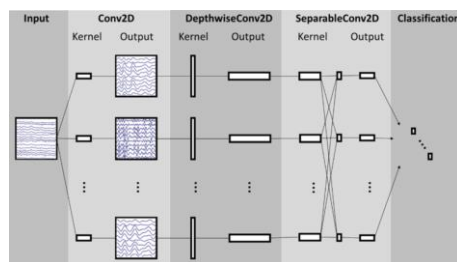 Input Conv2D DepthwiseConv2D SeparableConv2D Classification
Kernel Output Kernel Output Kernel Output